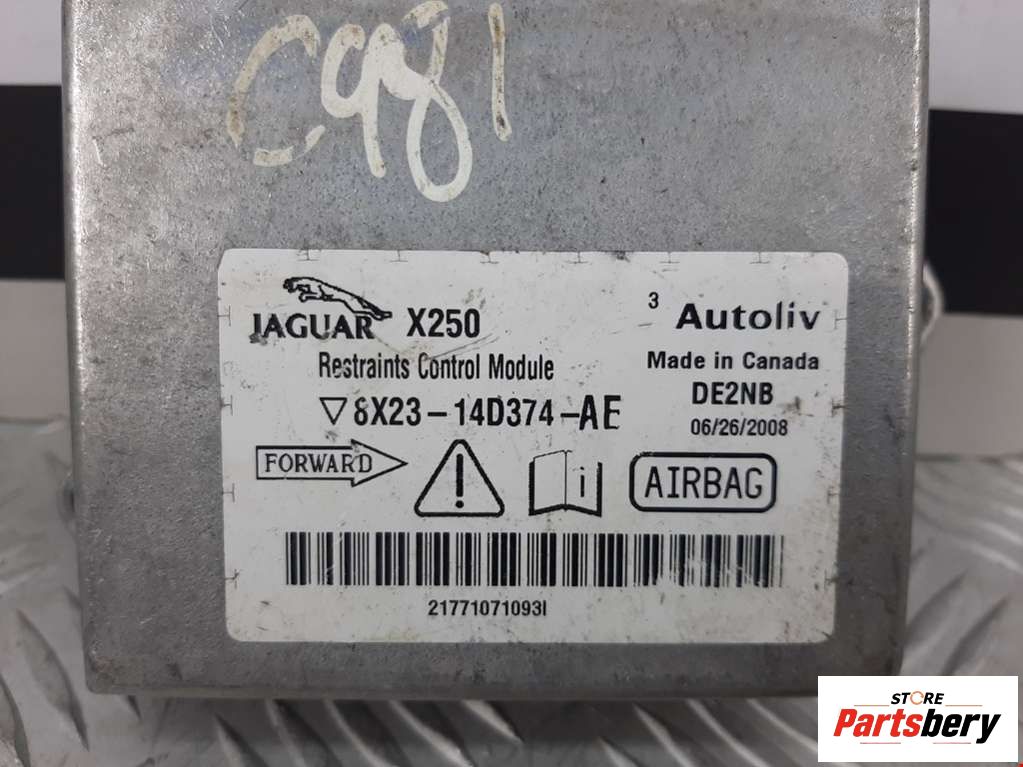 C981
JAGUAR X250
Restraints Control Module
▽8X23-14D374-AE
FORWARD
i
AIRBAG
3 Autoliv
Made in Canada
DE2NB
06/26/2008
21771071093I
STORE
Partsbery